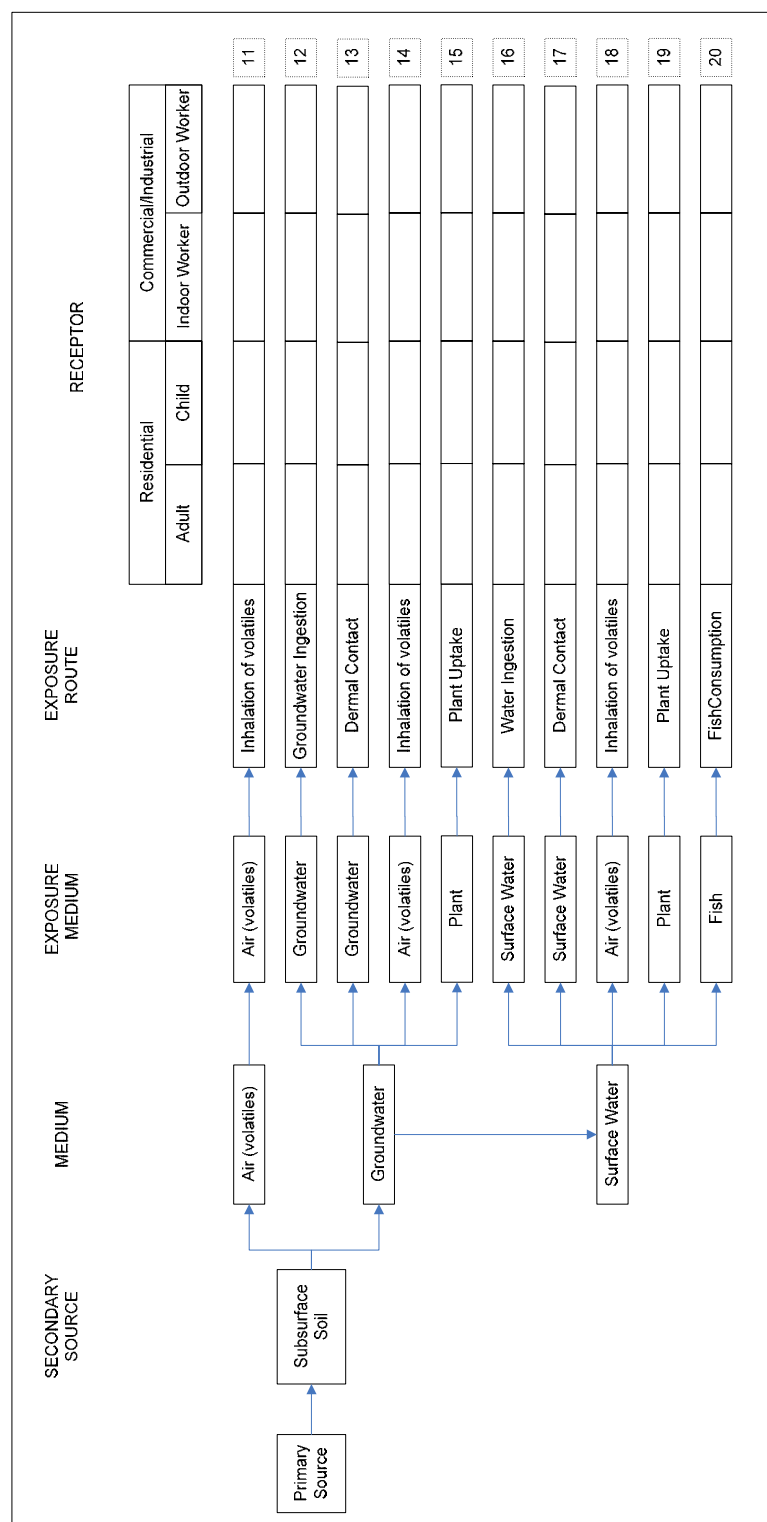 SECONDARY
SOURCE
MEDIUM
EXPOSURE
MEDIUM
EXPOSURE
ROUTE
RECEPTOR
Residential
Commercial/Industrial
Adult
Child
Indoor Worker
Outdoor Worker
Primary
Source
Subsurface
Soil
Air (volatiles)
Groundwater
Surface Water
Air (volatiles)
Inhalation of volatiles
11
Groundwater
Groundwater Ingestion
12
Groundwater
Dermal Contact
13
Air (volatiles)
Inhalation of volatiles
14
Plant
Plant Uptake
15
Surface Water
Water Ingestion
16
Surface Water
Dermal Contact
17
Air (volatiles)
Inhalation of volatiles
18
Plant
Plant Uptake
19
Fish
FishConsumption
20